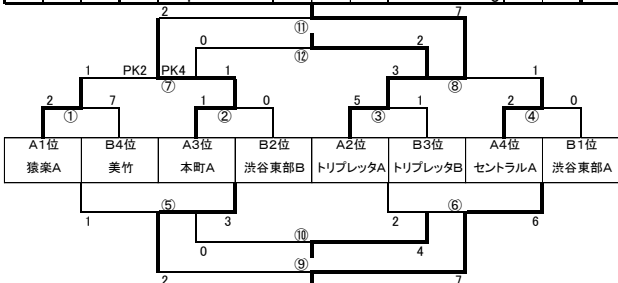 2 7
⑪
0 2
⑫
1 PK2 PK4 1 3 1
⑦ ⑧
2 7 1 0 5 1 2 0
① ② ③ ④
A1位 B4位 A3位 B2位 A2位 B3位 A4位 B1位
猿楽A 美竹 本町A 渋谷東部B トリプレッタA トリプレッタB セントラルA 渋谷東部A
⑤ ⑥
1 3 2 6
⑩
0 4
⑨
2 7